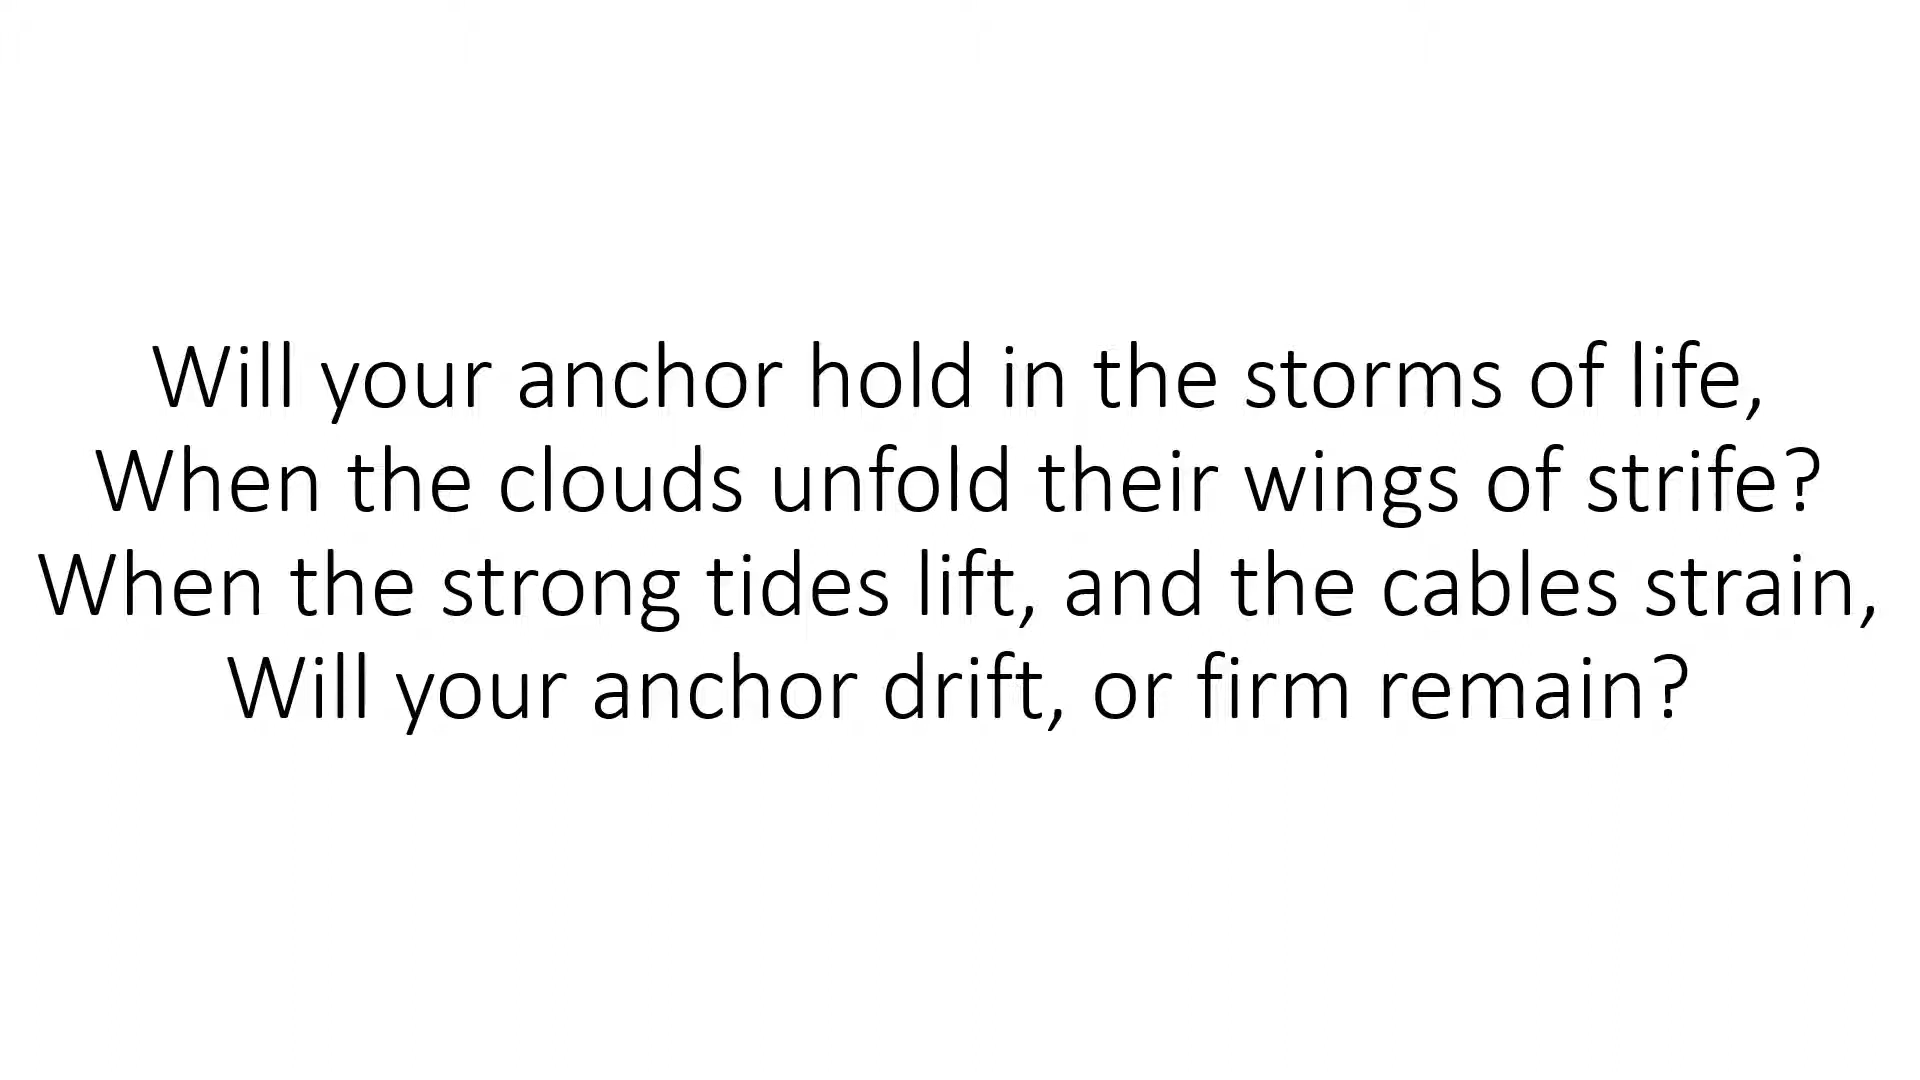 Will your anchor hold in the storms of life,
When the clouds unfold their wings of strife?
When the strong tides lift, and the cables strain,
Will your anchor drift, or firm remain?